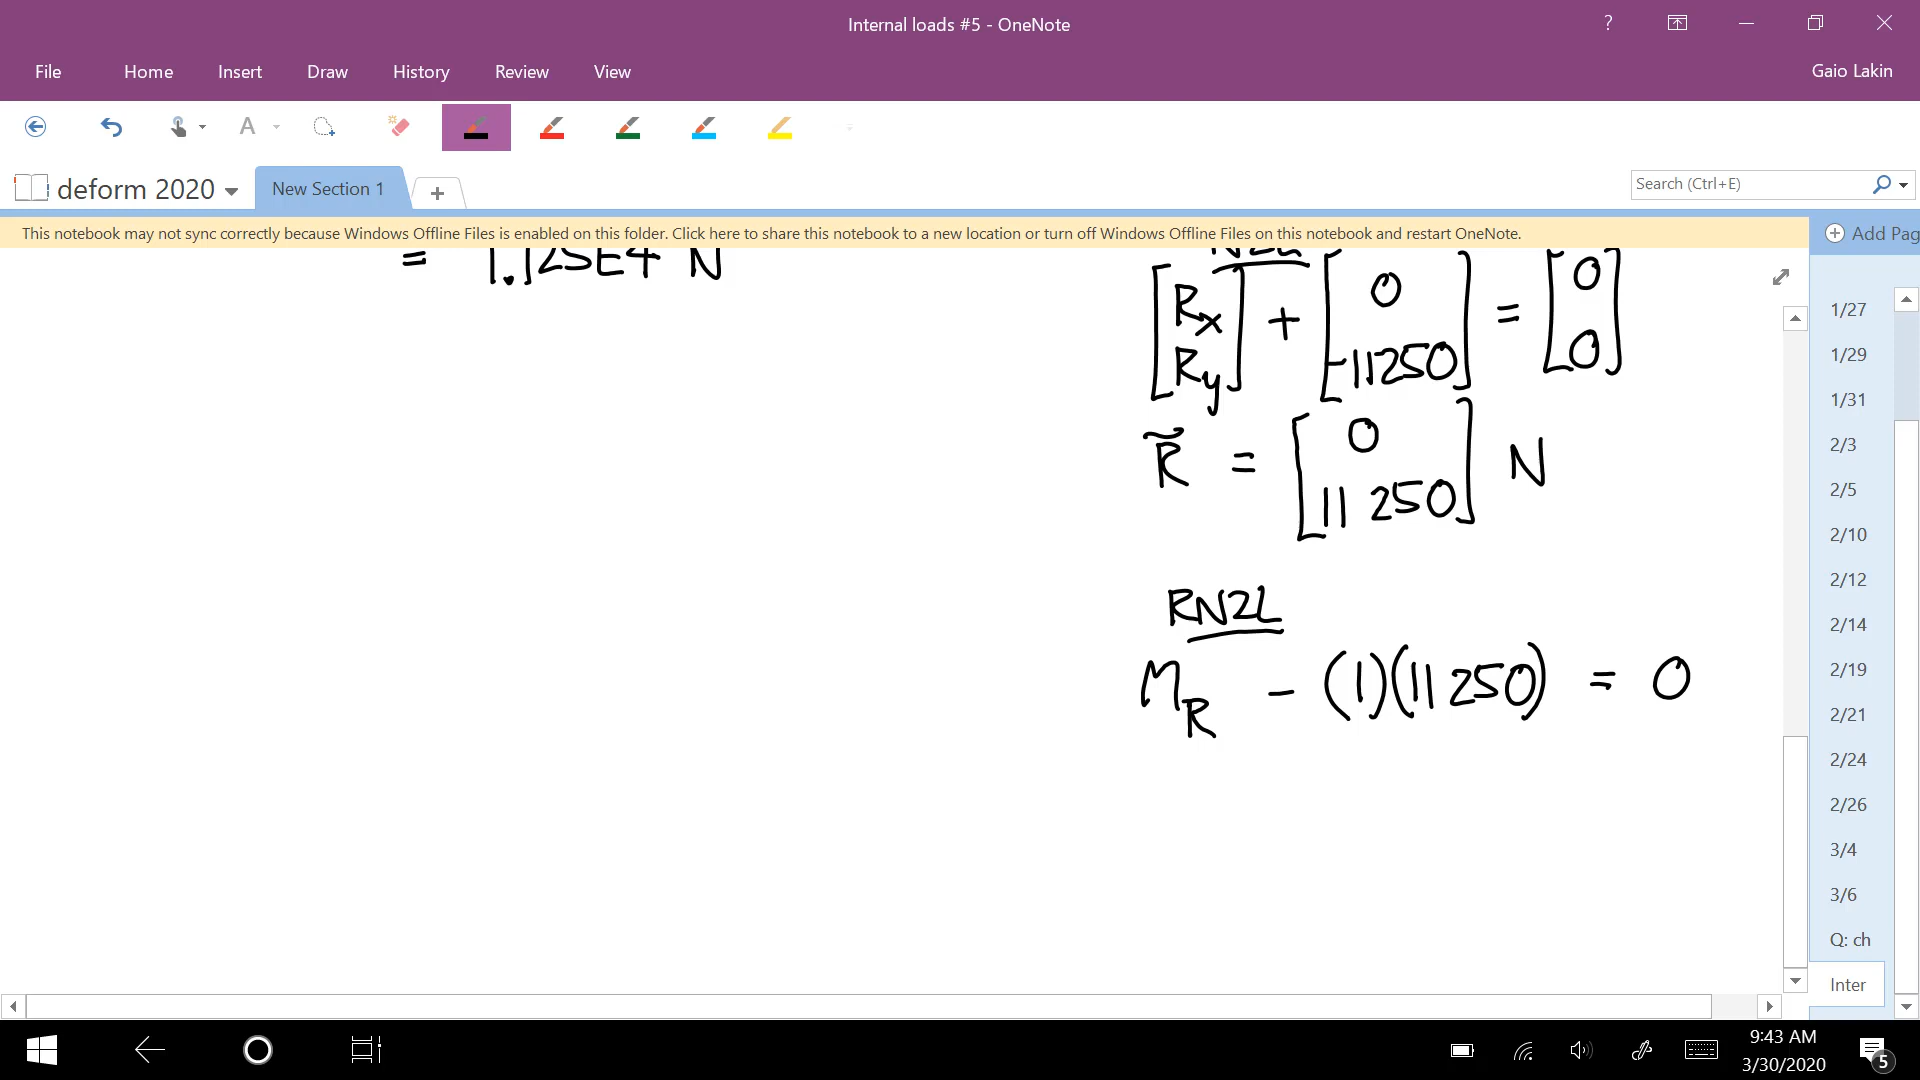 Internal loads #5 - OneNote
?
File Home Insert Draw History Review View
Gaio Lakin
A
deform 2020
New Section 1
+
Search (Ctrl+E)
This notebook may not sync correctly because Windows Offline Files is enabled on this folder. Click here to share this notebook to a new location or turn off Windows Offline Files on this notebook and restart OneNote.
Add Pag
= 1.125E4 N
N2L
[Rx Ry] + [0 -11250] = [0 0]
R̃ = [0 11 250] N
RN2L
M_R - (1)(11 250) = 0
1/27
1/29
1/31
2/3
2/5
2/10
2/12
2/14
2/19
2/21
2/24
2/26
3/4
3/6
Q: ch
Inter
9:43 AM
3/30/2020
5